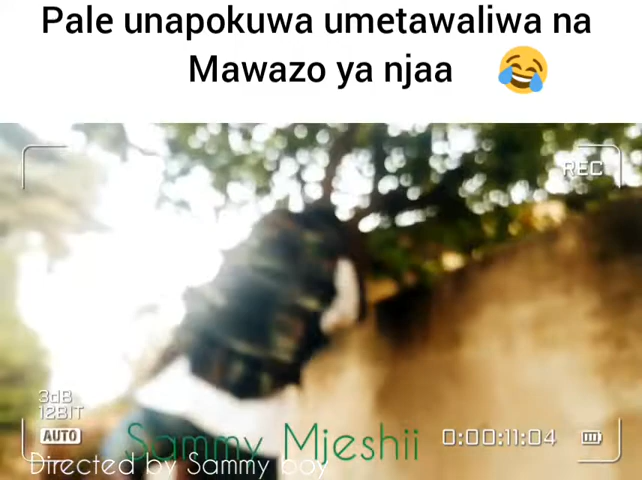 Pale unapokuwa umetawaliwa na
Mawazo ya njaa
REC
3dB
12BIT
AUTO
Sammy Mjeshii
0:00:11:04
Directed by Sammy boy